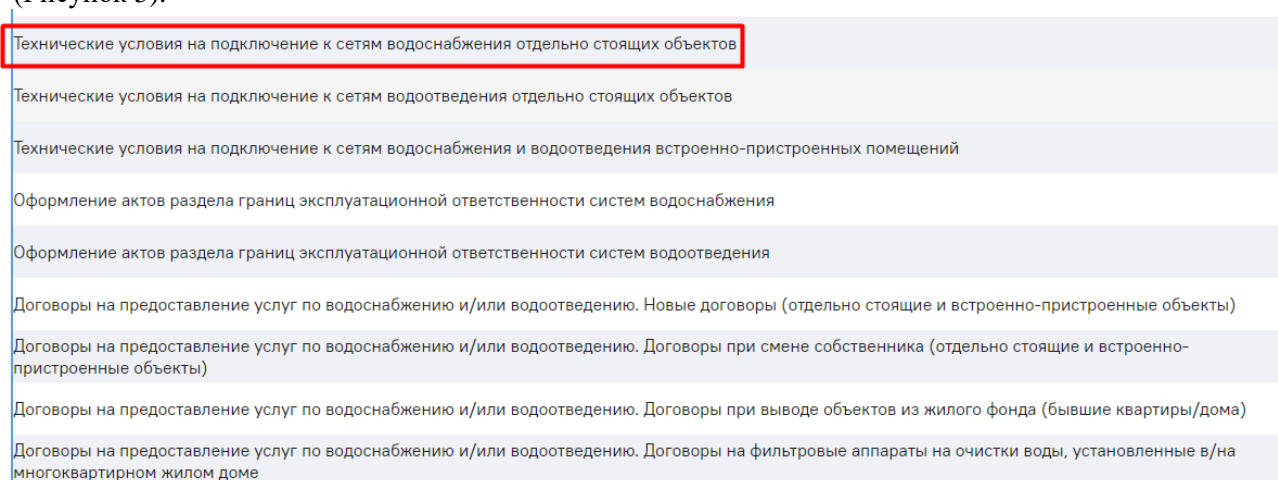 (Рисунок 3).
Технические условия на подключение к сетям водоснабжения отдельно стоящих объектов
Технические условия на подключение к сетям водоотведения отдельно стоящих объектов
Технические условия на подключение к сетям водоснабжения и водоотведения встроенно-пристроенных помещений
Оформление актов раздела границ эксплуатационной ответственности систем водоснабжения
Оформление актов раздела границ эксплуатационной ответственности систем водоотведения
Договоры на предоставление услуг по водоснабжению и/или водоотведению. Новые договоры (отдельно стоящие и встроенно-пристроенные объекты)
Договоры на предоставление услуг по водоснабжению и/или водоотведению. Договоры при смене собственника (отдельно стоящие и встроенно-
пристроенные объекты)
Договоры на предоставление услуг по водоснабжению и/или водоотведению. Договоры при выводе объектов из жилого фонда (бывшие квартиры/дома)
Договоры на предоставление услуг по водоснабжению и/или водоотведению. Договоры на фильтровые аппараты на очистки воды, установленные в/на
многоквартирном жилом доме